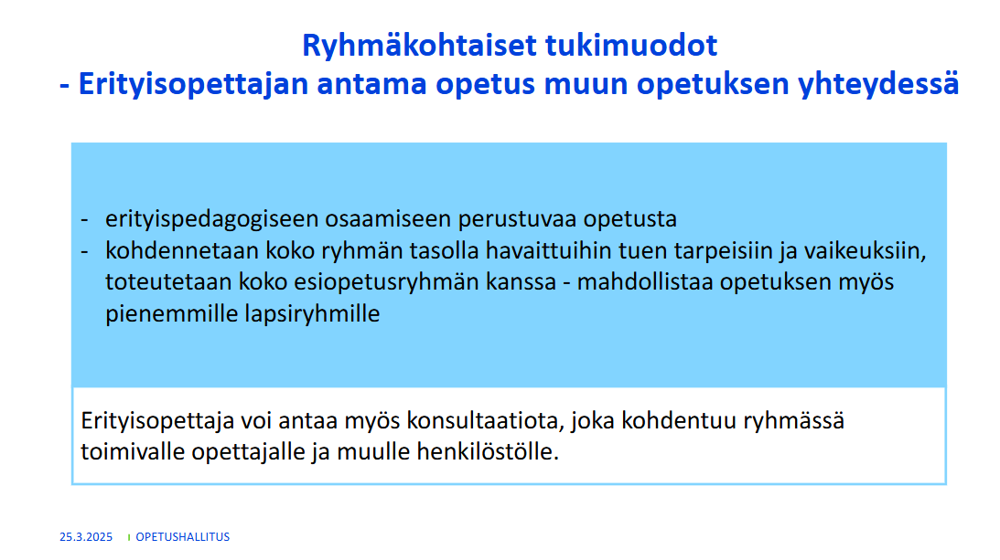 Ryhmäkohtaiset tukimuodot
- Erityisopettajan antama opetus muun opetuksen yhteydessä
- erityispedagogiseen osaamiseen perustuvaa opetusta
- kohdennetaan koko ryhmän tasolla havaittuihin tuen tarpeisiin ja vaikeuksiin,
toteutetaan koko esiopetusryhmän kanssa - mahdollistaa opetuksen myös
pienemmille lapsiryhmille
Erityisopettaja voi antaa myös konsultaatiota, joka kohdentuu ryhmässä
toimivalle opettajalle ja muulle henkilöstölle.
25.3.2025 | OPETUSHALLITUS